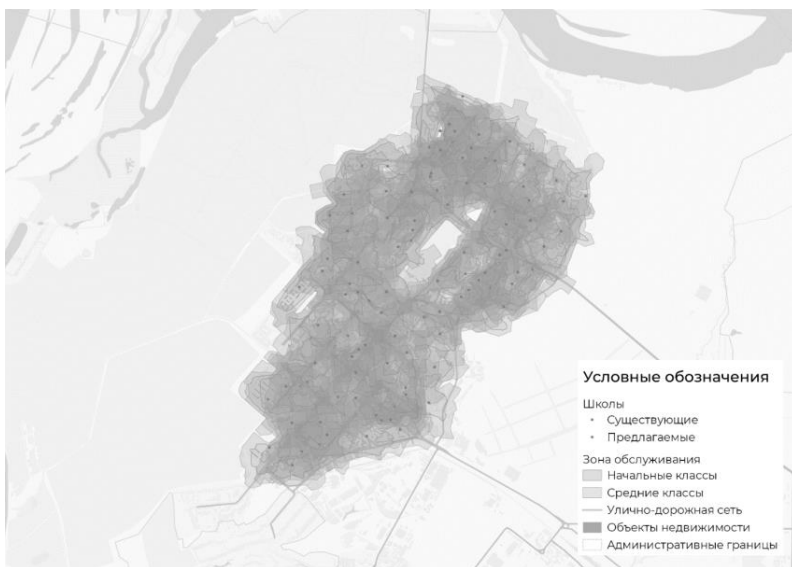 Условные обозначения
Школы
Существующие
Предлагаемые
Зона обслуживания
Начальные классы
Средние классы
Улично-дорожная сеть
Объекты недвижимости
Административные границы